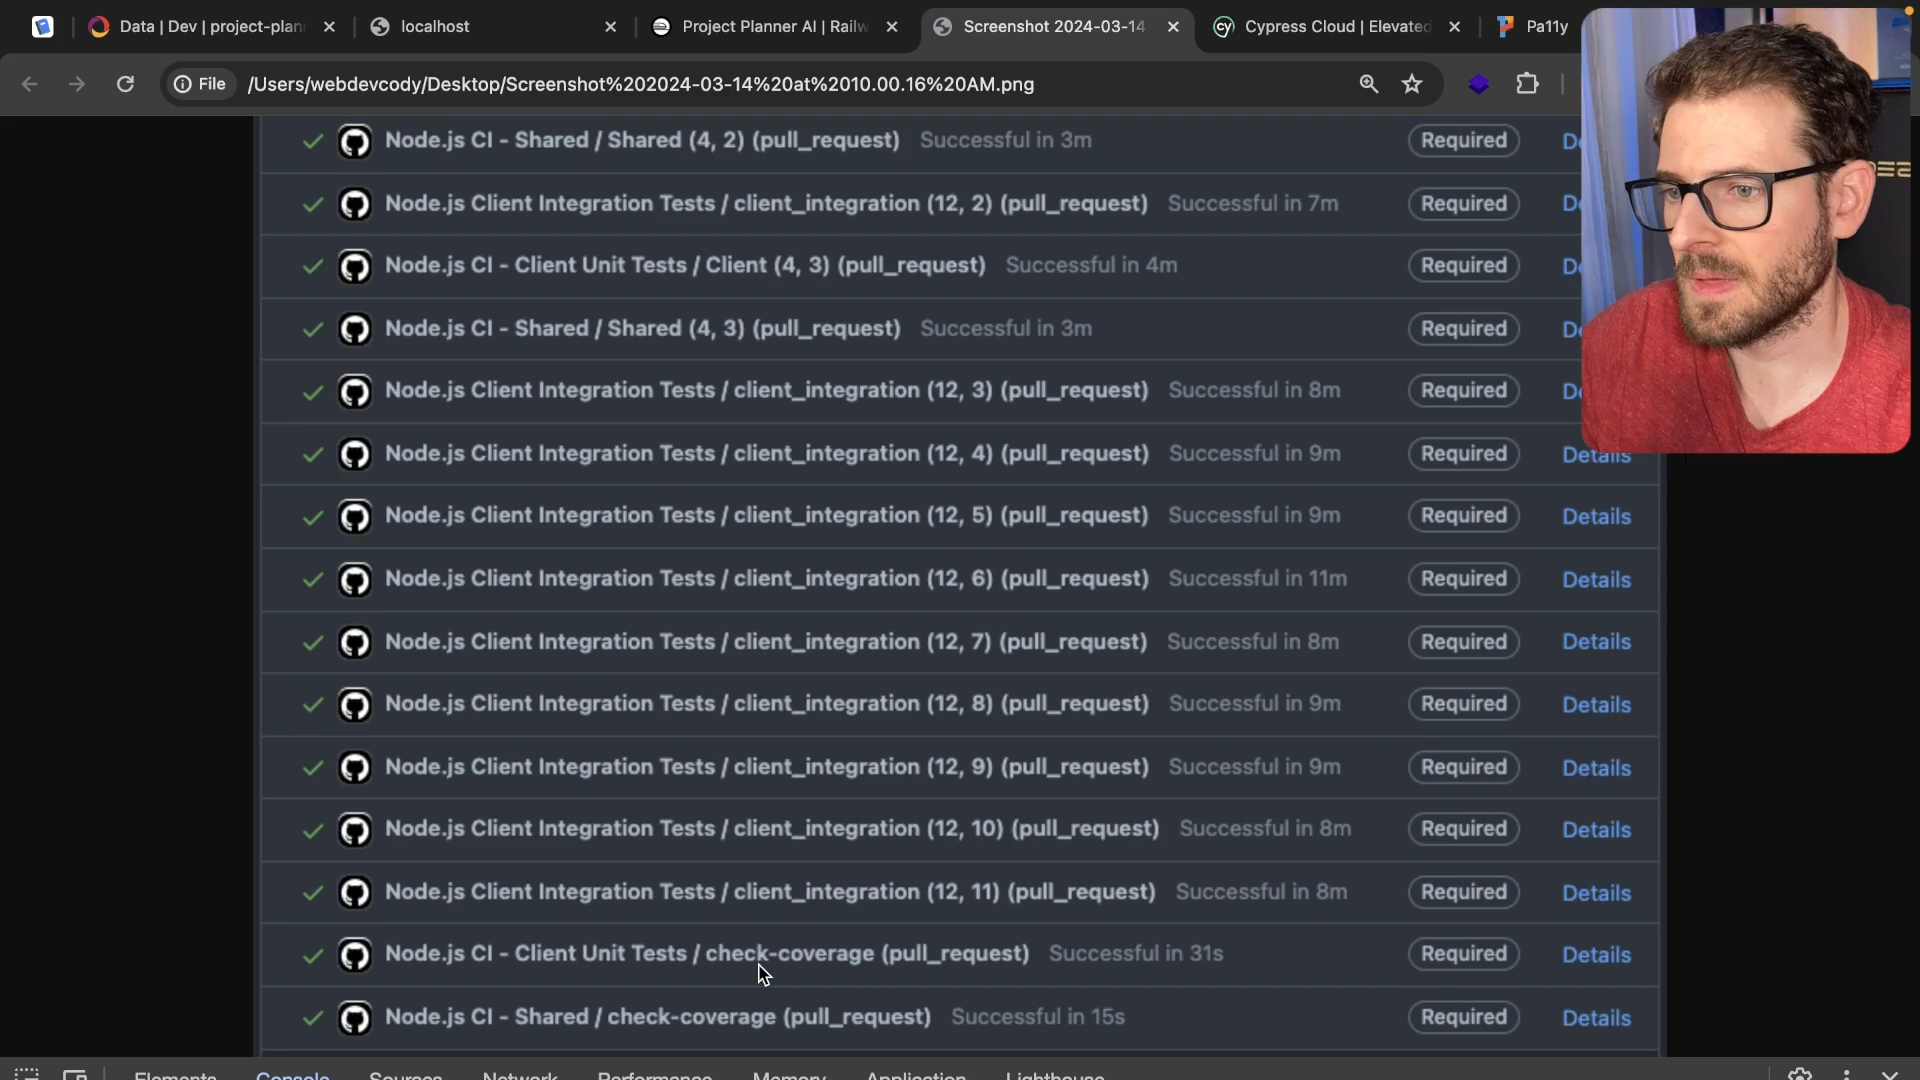 Data | Dev | project-plan
localhost
Project Planner AI | Railw
Screenshot 2024-03-14
Cypress Cloud | Elevated
Pa11y
File
/Users/webdevcody/Desktop/Screenshot%202024-03-14%20at%2010.00.16%20AM.png
Node.js CI - Shared / Shared (4, 2) (pull_request) Successful in 3m Required
Node.js Client Integration Tests / client_integration (12, 2) (pull_request) Successful in 7m Required
Node.js CI - Client Unit Tests / Client (4, 3) (pull_request) Successful in 4m Required
Node.js CI - Shared / Shared (4, 3) (pull_request) Successful in 3m Required
Node.js Client Integration Tests / client_integration (12, 3) (pull_request) Successful in 8m Required
Node.js Client Integration Tests / client_integration (12, 4) (pull_request) Successful in 9m Required Details
Node.js Client Integration Tests / client_integration (12, 5) (pull_request) Successful in 9m Required Details
Node.js Client Integration Tests / client_integration (12, 6) (pull_request) Successful in 11m Required Details
Node.js Client Integration Tests / client_integration (12, 7) (pull_request) Successful in 8m Required Details
Node.js Client Integration Tests / client_integration (12, 8) (pull_request) Successful in 9m Required Details
Node.js Client Integration Tests / client_integration (12, 9) (pull_request) Successful in 9m Required Details
Node.js Client Integration Tests / client_integration (12, 10) (pull_request) Successful in 8m Required Details
Node.js Client Integration Tests / client_integration (12, 11) (pull_request) Successful in 8m Required Details
Node.js CI - Client Unit Tests / check-coverage (pull_request) Successful in 31s Required Details
Node.js CI - Shared / check-coverage (pull_request) Successful in 15s Required Details
Elements Console Sources Network Performance Memory Application Lighthouse